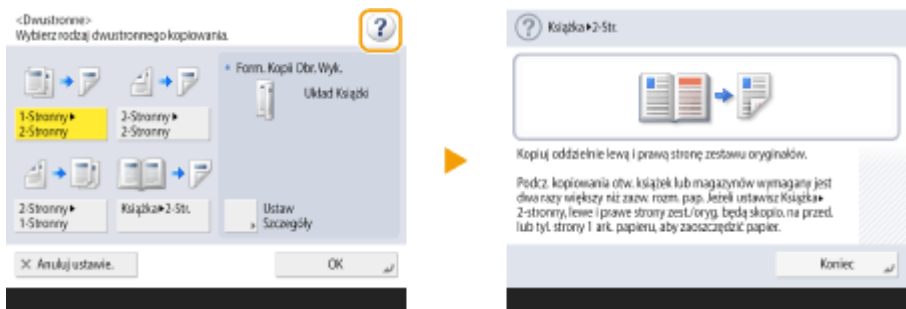 <Dwustronne>
Wybierz rodzaj dwustronnego kopiowania.
?
1-Stronny▸
2-Stronny
2-Stronny▸
2-Stronny
2-Stronny▸
1-Stronny
Książka▸2-Str.
• Form. Kopii Obr. Wyk.
Układ Książki
Ustaw
Szczegóły
× Anuluj ustawie.
OK
? Książka▸2-Str.
Kopiuj oddzielnie lewą i prawą stronę zestawu oryginałów.
Podcz. kopiowania otw. książek lub magazynów wymagany jest
dwa razy większy niż zazw. rozm. pap. Jeżeli ustawisz Książka▸
2-stronny, lewe i prawe strony zest./oryg. będą skopio. na przed.
lub tyl. strony 1 ark. papieru, aby zaoszczędzić papier.
Koniec